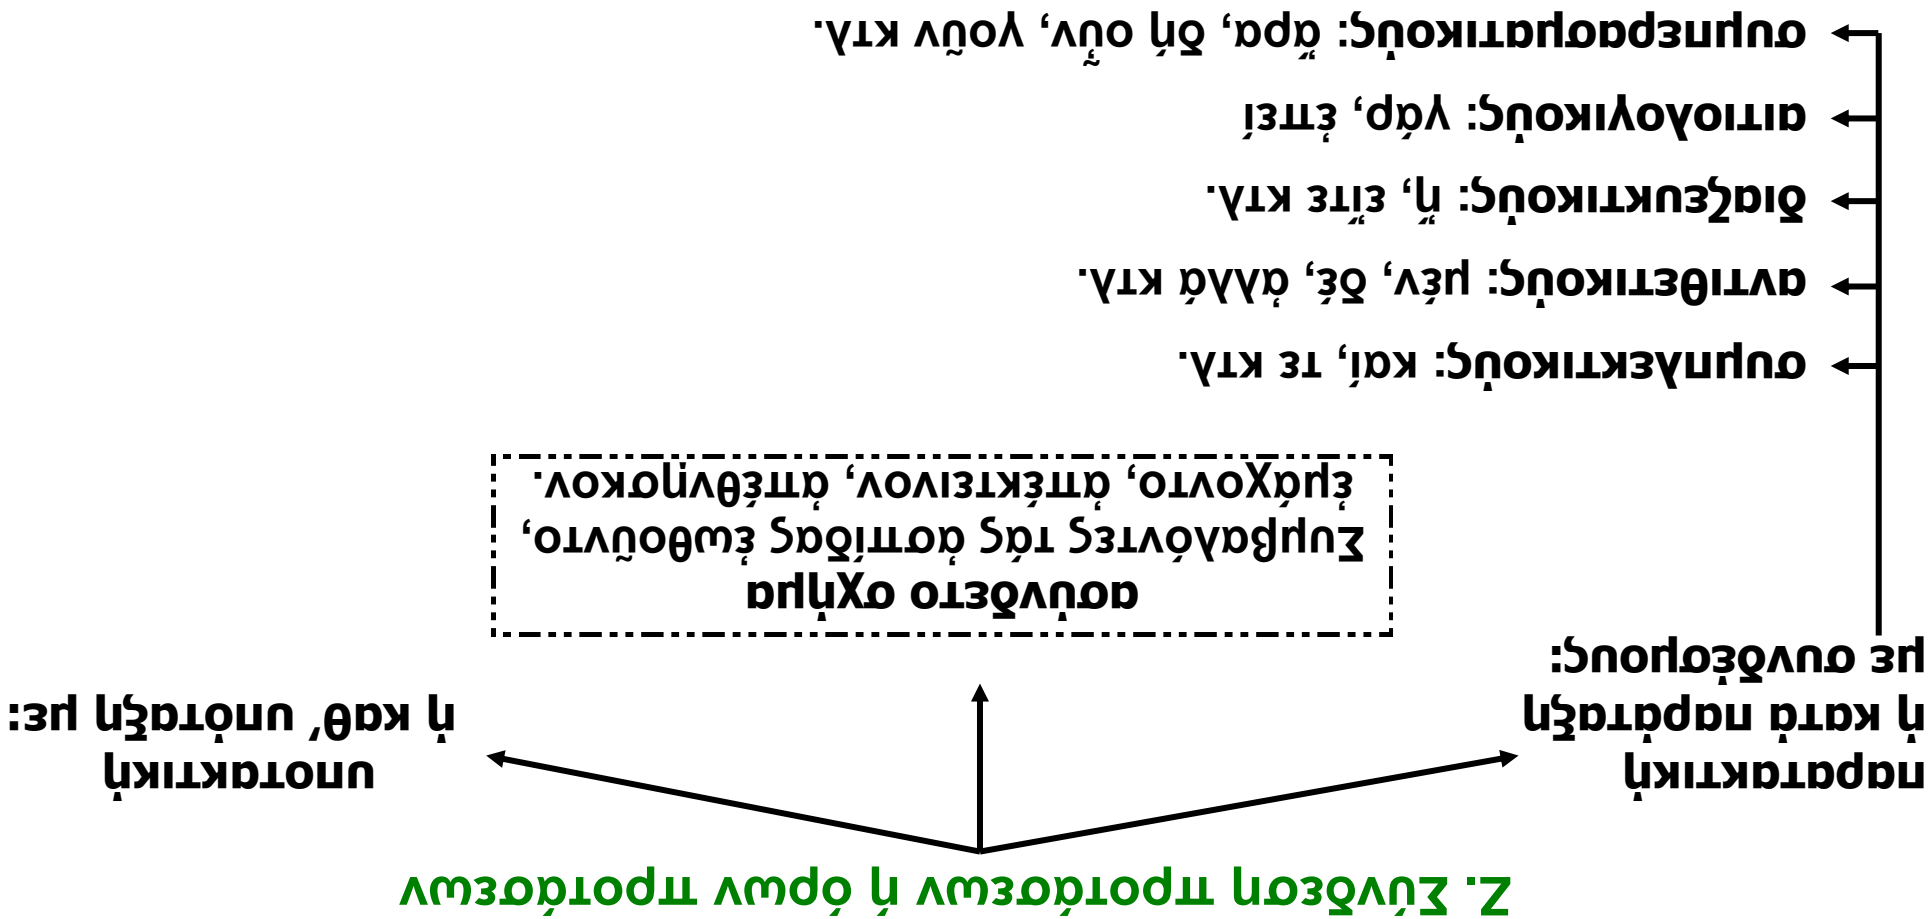 Ζ. Σύνδεση προτάσεων ή όρων προτάσεων
παρατακτική
ή κατά παράταξη
με συνδέσμους:
συμπλεκτικούς: καί, τε κτλ.
αντιθετικούς: μέν, δέ, ἀλλά κτλ.
διαζευκτικούς: ἤ, εἴτε κτλ.
αιτιολογικούς: γάρ, ἐπεί
συμπερασματικούς: ἄρα, δή οὖν, γοῦν κτλ.
ασύνδετο σχήμα
Συμβαλόντες τάς ἀσπίδας ἐωθοῦντο,
ἐμάχοντο, ἀπέκτεινον, ἀπέθνῃσκον.
υποτακτική
ή καθ’ υπόταξη με: